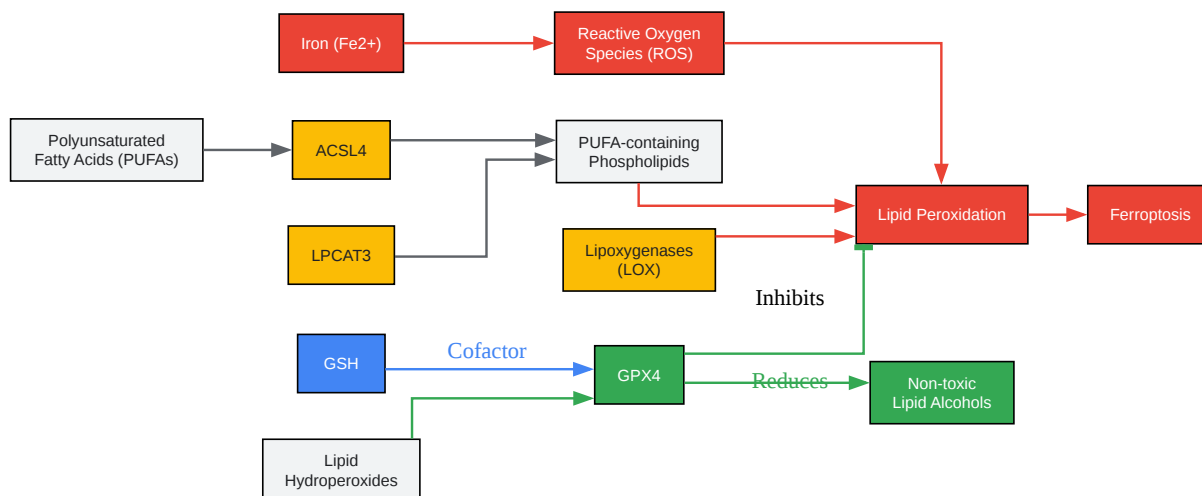 Iron (Fe2+)
Reactive Oxygen
Species (ROS)
Polyunsaturated
Fatty Acids (PUFAs)
ACSL4
PUFA-containing
Phospholipids
Lipid Peroxidation
Ferroptosis
LPCAT3
Lipoxygenases
(LOX)
Inhibits
GSH
Cofactor
GPX4
Reduces
Non-toxic
Lipid Alcohols
Lipid
Hydroperoxides